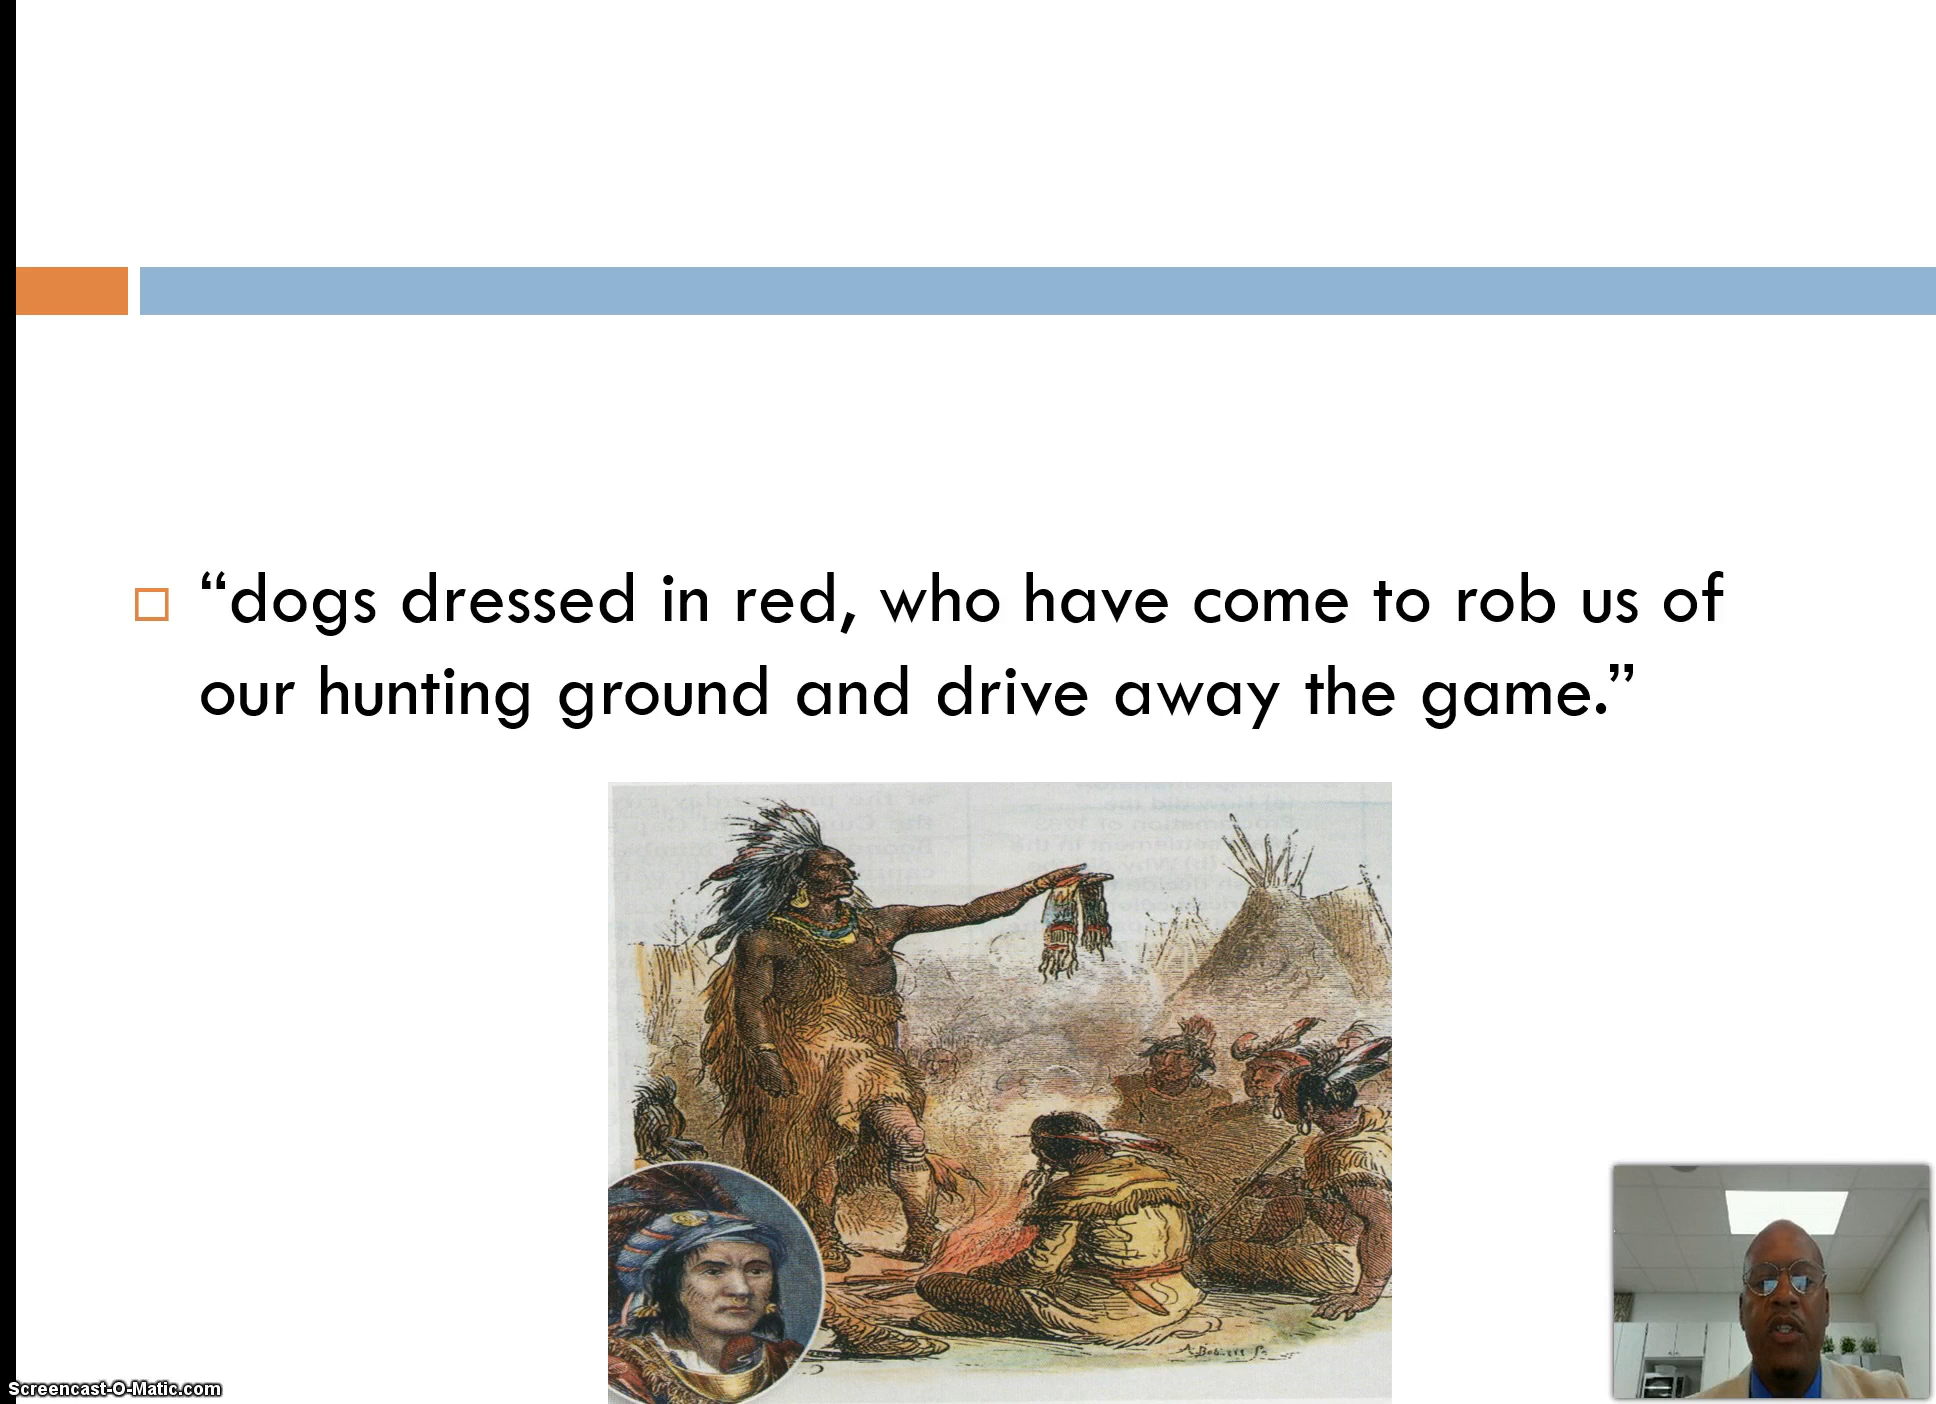 “dogs dressed in red, who have come to rob us of
our hunting ground and drive away the game.”
Screencast-O-Matic.com